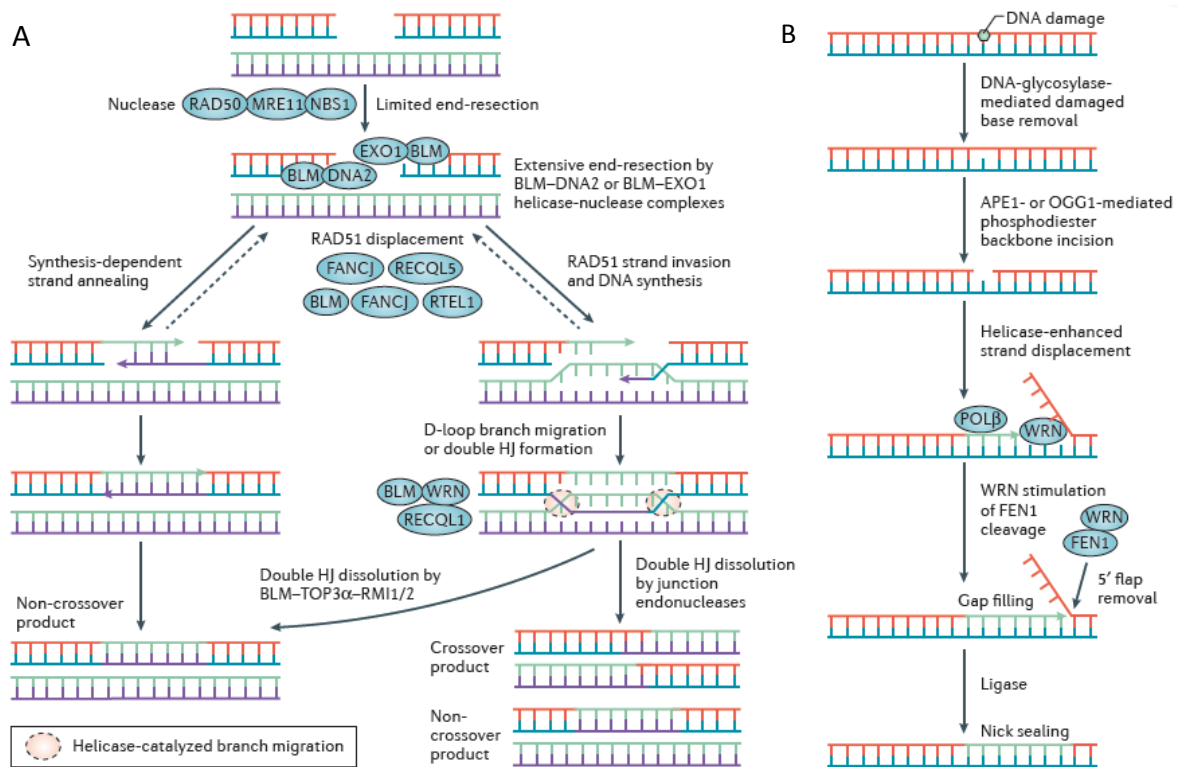 A
Nuclease
RAD50
MRE11
NBS1
Limited end-resection
EXO1
BLM
BLM
DNA2
Extensive end-resection by
BLM–DNA2 or BLM–EXO1
helicase-nuclease complexes
Synthesis-dependent
strand annealing
RAD51 displacement
FANCJ
RECQL5
BLM
FANCJ
RTEL1
RAD51 strand invasion
and DNA synthesis
D-loop branch migration
or double HJ formation
BLM
WRN
RECQL1
Double HJ dissolution by
BLM–TOP3α–RMI1/2
Double HJ dissolution
by junction
endonucleases
Non-crossover
product
Crossover
product
Non-
crossover
product
Helicase-catalyzed branch migration
B
DNA damage
DNA-glycosylase-
mediated damaged
base removal
APE1- or OGG1-mediated
phosphodiester
backbone incision
Helicase-enhanced
strand displacement
POLβ
WRN
WRN stimulation
of FEN1
cleavage
WRN
FEN1
5′ flap
removal
Gap filling
Ligase
Nick sealing